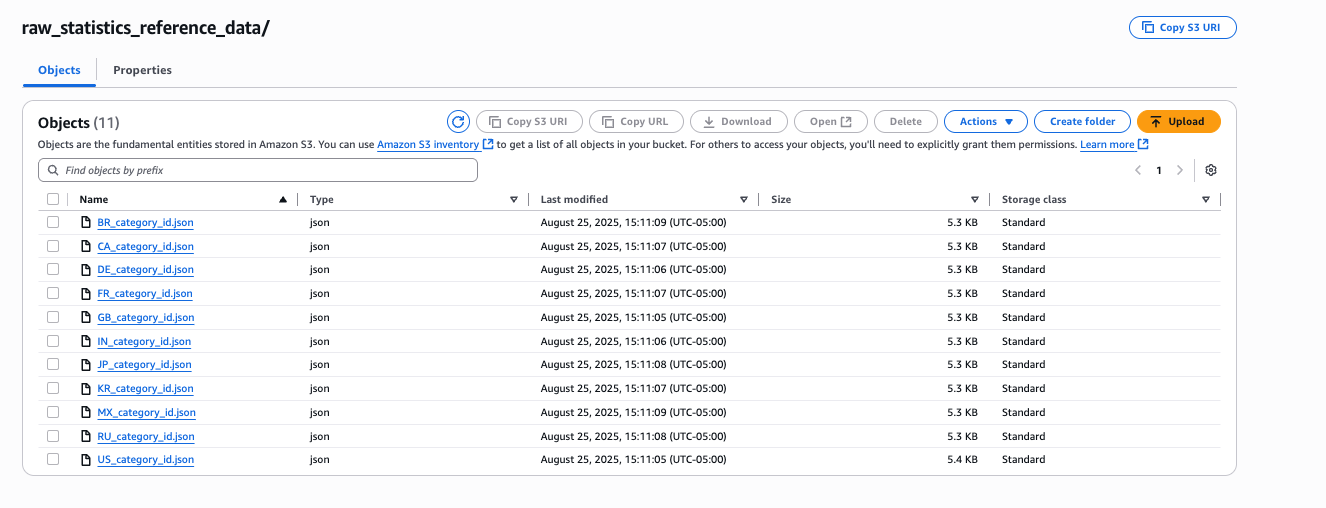 raw_statistics_reference_data/
Copy S3 URI
Objects
Properties
Objects (11)
Copy S3 URI
Copy URL
Download
Open
Delete
Actions
Create folder
Upload
Objects are the fundamental entities stored in Amazon S3. You can use Amazon S3 inventory to get a list of all objects in your bucket. For others to access your objects, you'll need to explicitly grant them permissions. Learn more
Find objects by prefix
1
Name Type Last modified Size Storage class
BR_category_id.json json August 25, 2025, 15:11:09 (UTC-05:00) 5.3 KB Standard
CA_category_id.json json August 25, 2025, 15:11:07 (UTC-05:00) 5.3 KB Standard
DE_category_id.json json August 25, 2025, 15:11:06 (UTC-05:00) 5.3 KB Standard
FR_category_id.json json August 25, 2025, 15:11:07 (UTC-05:00) 5.3 KB Standard
GB_category_id.json json August 25, 2025, 15:11:05 (UTC-05:00) 5.3 KB Standard
IN_category_id.json json August 25, 2025, 15:11:06 (UTC-05:00) 5.3 KB Standard
JP_category_id.json json August 25, 2025, 15:11:08 (UTC-05:00) 5.3 KB Standard
KR_category_id.json json August 25, 2025, 15:11:07 (UTC-05:00) 5.3 KB Standard
MX_category_id.json json August 25, 2025, 15:11:09 (UTC-05:00) 5.3 KB Standard
RU_category_id.json json August 25, 2025, 15:11:08 (UTC-05:00) 5.3 KB Standard
US_category_id.json json August 25, 2025, 15:11:05 (UTC-05:00) 5.4 KB Standard